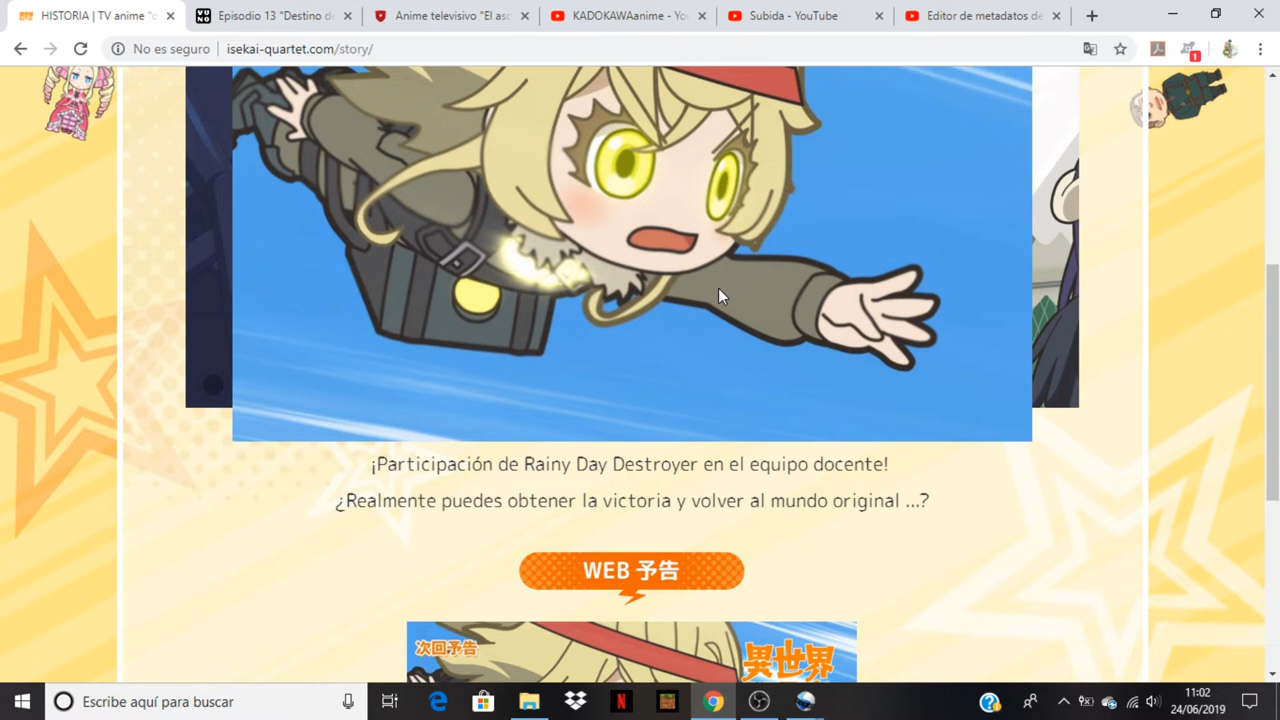 HISTORIA | TV anime "c
Episodio 13 "Destino de
Anime televisivo "El asc
KADOKAWAanime - You
Subida - YouTube
Editor de metadatos de
No es seguro
isekai-quartet.com/story/
1
¡Participación de Rainy Day Destroyer en el equipo docente!
¿Realmente puedes obtener la victoria y volver al mundo original ...?
WEB 予告
次回予告
異世界
Escribe aquí para buscar
11:02
24/06/2019